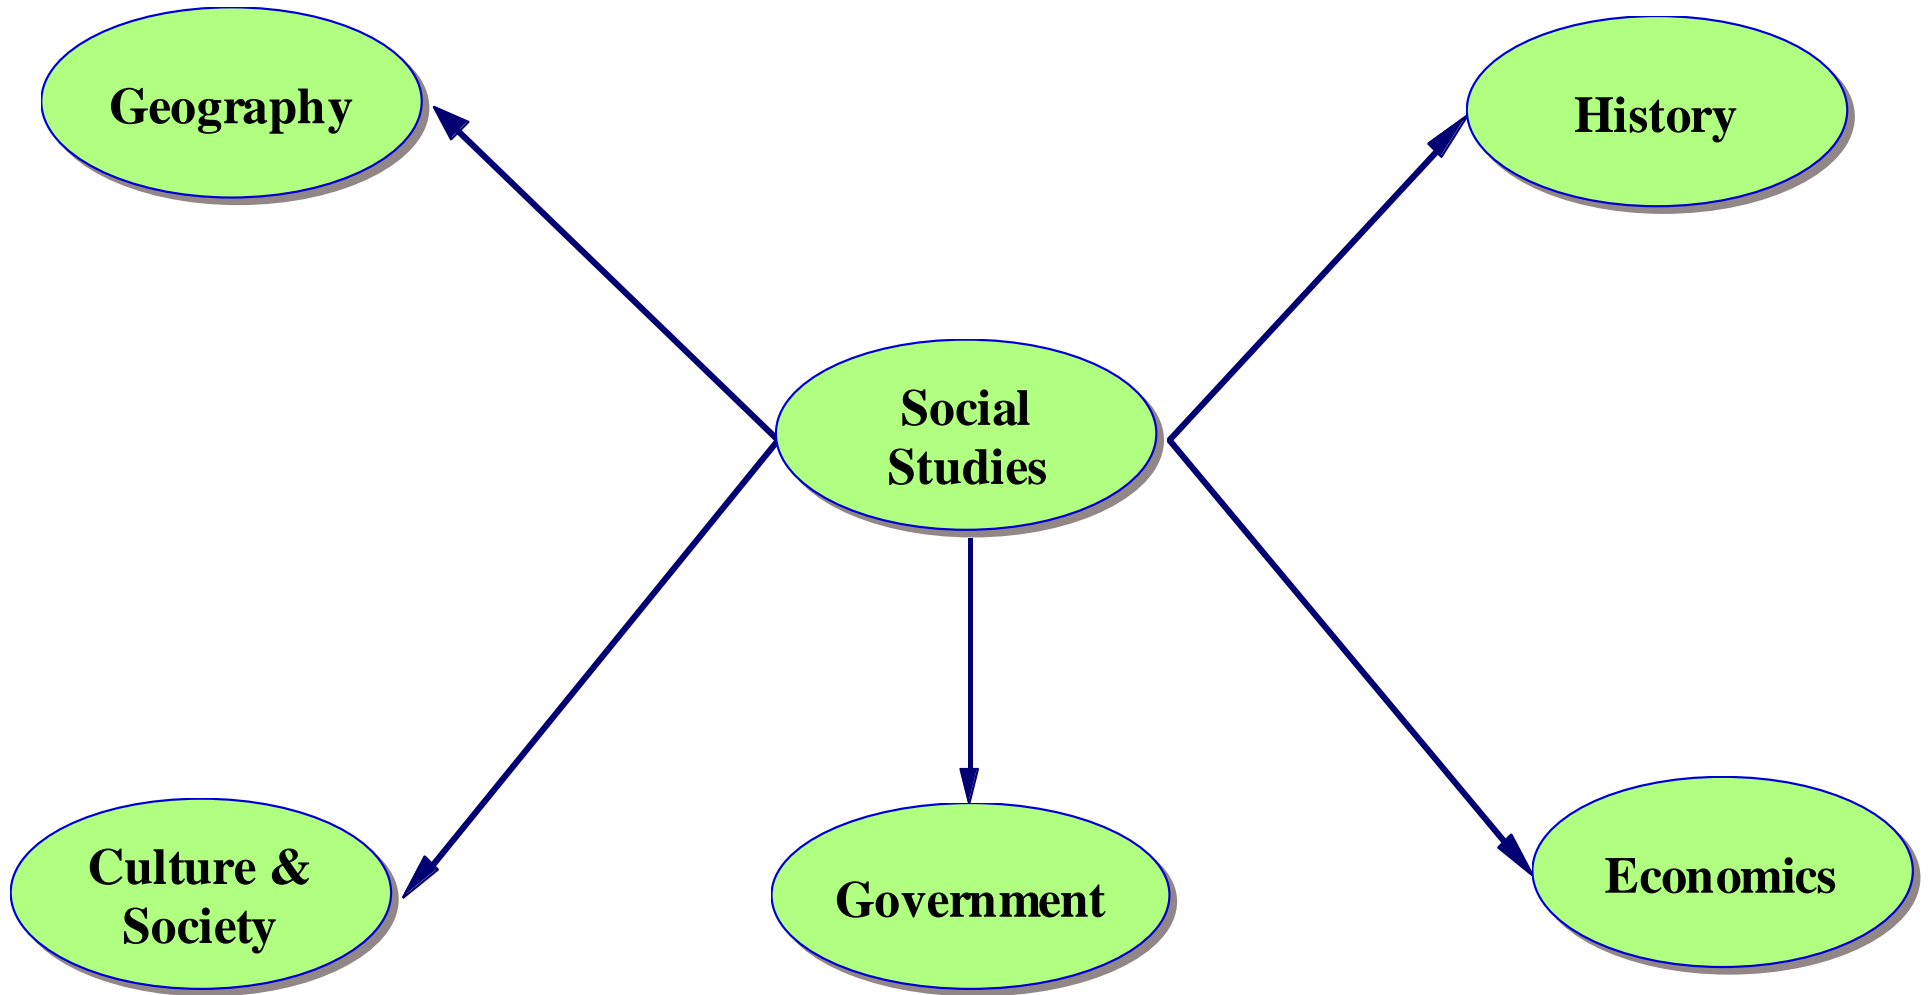 Geography
History
Social
Studies
Culture &
Society
Government
Economics